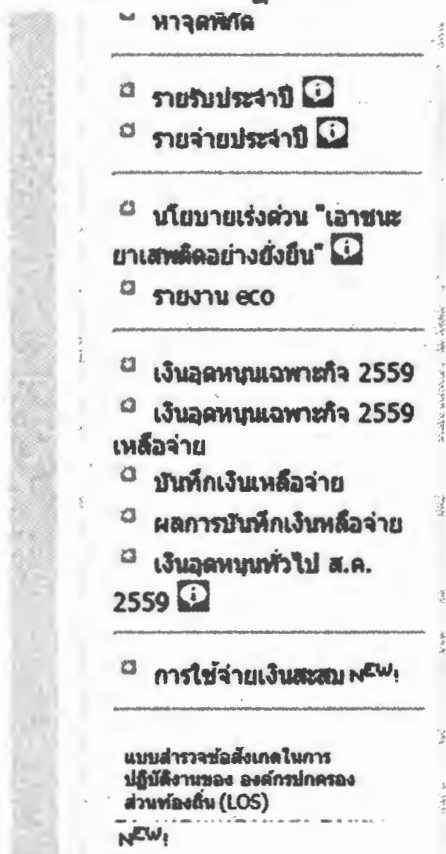 หาจุดพิกัด
รายรับประจำปี
รายจ่ายประจำปี
นโยบายเร่งด่วน "เอาชนะ
ยาเสพติดอย่างยั่งยืน"
รายงาน eco
เงินอุดหนุนเฉพาะกิจ 2559
เงินอุดหนุนเฉพาะกิจ 2559
เหลือจ่าย
บันทึกเงินเหลือจ่าย
ผลการบันทึกเงินหลือจ่าย
เงินอุดหนุนทั่วไป ส.ค.
2559
การใช้จ่ายเงินสะสม NEW!
แบบสำรวจข้อสังเกตในการ
ปฏิบัติงานของ องค์กรปกครอง
ส่วนท้องถิ่น (LOS)
NEW!